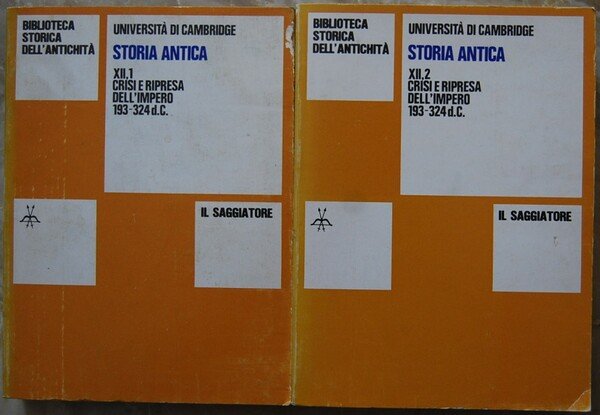 BIBLIOTECA
STORICA
DELL'ANTICHITÀ
UNIVERSITÀ DI CAMBRIDGE
STORIA ANTICA
XII,1
CRISI E RIPRESA
DELL'IMPERO
193-324 d.C.
IL SAGGIATORE
BIBLIOTECA
STORICA
DELL'ANTICHITÀ
UNIVERSITÀ DI CAMBRIDGE
STORIA ANTICA
XII,2
CRISI E RIPRESA
DELL'IMPERO
193-324 d.C.
IL SAGGIATORE